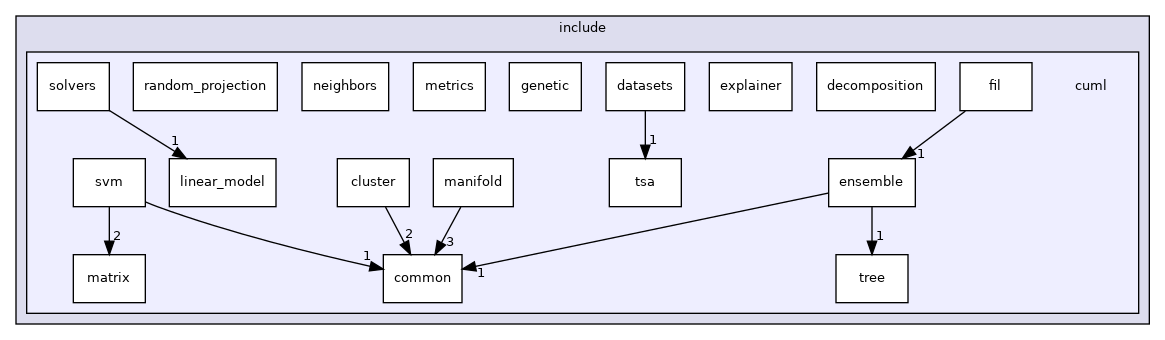 include
solvers
random_projection
neighbors
metrics
genetic
datasets
explainer
decomposition
fil
cuml
1
1
1
svm
linear_model
cluster
manifold
tsa
ensemble
2
1
2
3
1
1
matrix
common
tree